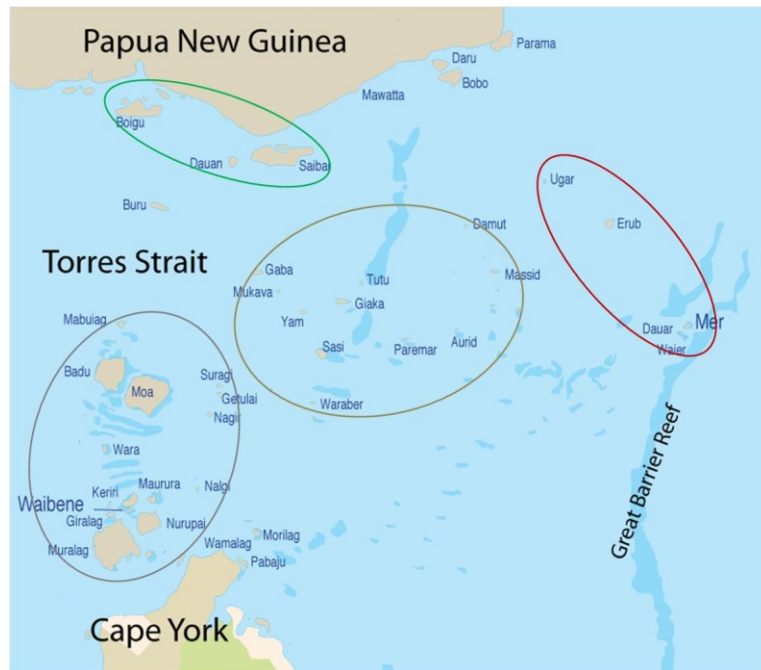 Papua New Guinea
Parama
Daru
Bobo
Mawatta
Boigu
Dauan
Saibai
Ugar
Buru
Damut
Erub
Torres Strait
Gaba
Massid
Tutu
Mukava
Giaka
Mabuiag
Yam
Mer
Dauar
Waier
Sasi
Paremar
Aurid
Badu
Suragi
Moa
Getulai
Waraber
Nagir
Great Barrier Reef
Wara
Keriri
Maurura
Nalgi
Waibene
Giralag
Nurupai
Muralag
Wamalag
Morilag
Pabaju
Cape York